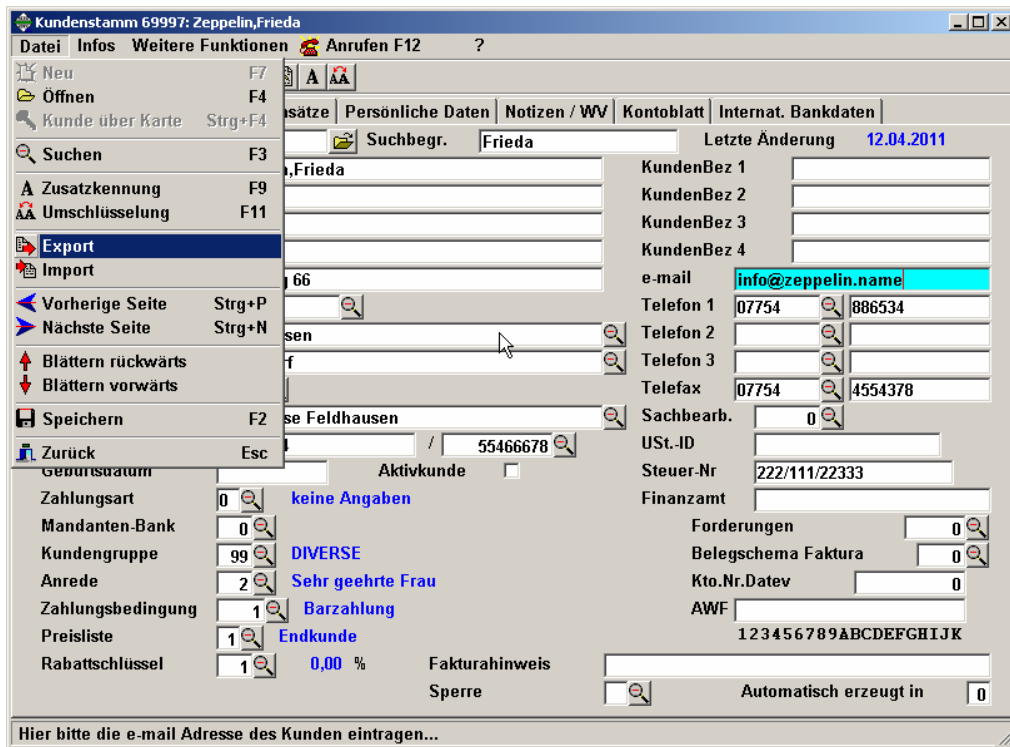 Kundenstamm 69997: Zeppelin,Frieda
Datei Infos Weitere Funktionen Anrufen F12 ?
Neu F7
Öffnen F4
Kunde über Karte Strg+F4
Suchen F3
A Zusatzkennung F9
AA Umschlüsselung F11
Export
Import
Vorherige Seite Strg+P
Nächste Seite Strg+N
Blättern rückwärts
Blättern vorwärts
Speichern F2
Zurück Esc
A AA
nsätze Persönliche Daten Notizen / WV Kontoblatt Internat. Bankdaten
Suchbegr. Frieda Letzte Änderung 12.04.2011
,Frieda KundenBez 1
KundenBez 2
KundenBez 3
KundenBez 4
66 e-mail info@zeppelin.name
Telefon 1 07754 886534
sen Telefon 2
f Telefon 3
Telefax 07754 4554378
se Feldhausen Sachbearb. 0
/ 55466678 USt.-ID
Geburtsdatum Aktivkunde Steuer-Nr 222/111/22333
Zahlungsart 0 keine Angaben Finanzamt
Mandanten-Bank 0 Forderungen 0
Kundengruppe 99 DIVERSE Belegschema Faktura 0
Anrede 2 Sehr geehrte Frau Kto.Nr.Datev 0
Zahlungsbedingung 1 Barzahlung AWF
Preisliste 1 Endkunde 123456789ABCDEFGHIJK
Rabattschlüssel 1 0,00 % Fakturahinweis
Sperre Automatisch erzeugt in 0
Hier bitte die e-mail Adresse des Kunden eintragen...